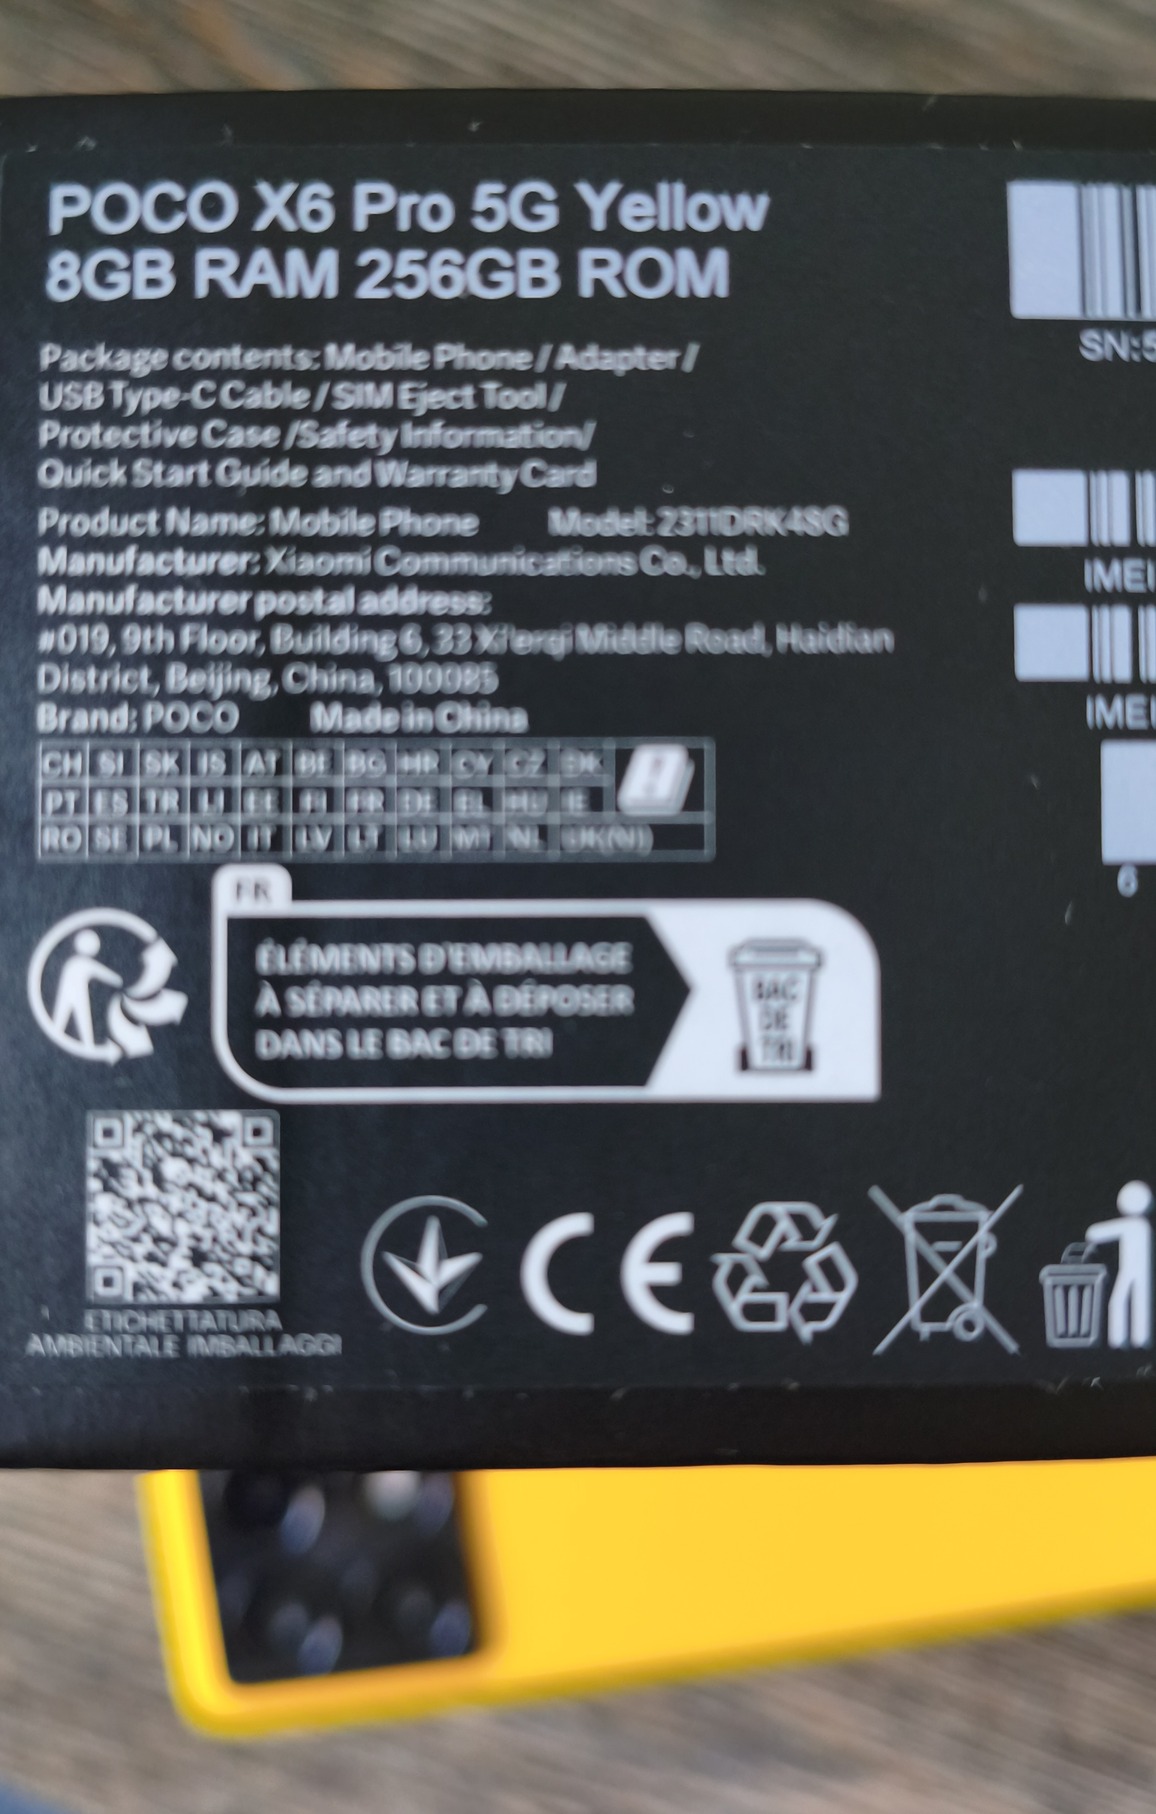 POCO X6 Pro 5G Yellow
8GB RAM 256GB ROM
Package contents: Mobile Phone / Adapter /
USB Type-C Cable / SIM Eject Tool /
Protective Case /Safety Information/
Quick Start Guide and Warranty Card
Product Name: Mobile Phone Model: 2311DRK48G
Manufacturer: Xiaomi Communications Co., Ltd.
Manufacturer postal address:
#019, 9th Floor, Building 6, 33 Xi'erqi Middle Road, Haidian
District, Beijing, China, 100085
Brand: POCO Made in China
CH SI SK IS AT BE BG HR CY CZ DK
PT ES TR LI EE FI FR DE EL HU IE
RO SE PL NO IT LV LT LU MT NL UK(NI)
FR
ÉLÉMENTS D'EMBALLAGE
À SÉPARER ET À DÉPOSER
DANS LE BAC DE TRI
BAC
DE
TRI
ETICHETTATURA
AMBIENTALE IMBALLAGGI
CE
SN:5
IMEI
IMEI
6